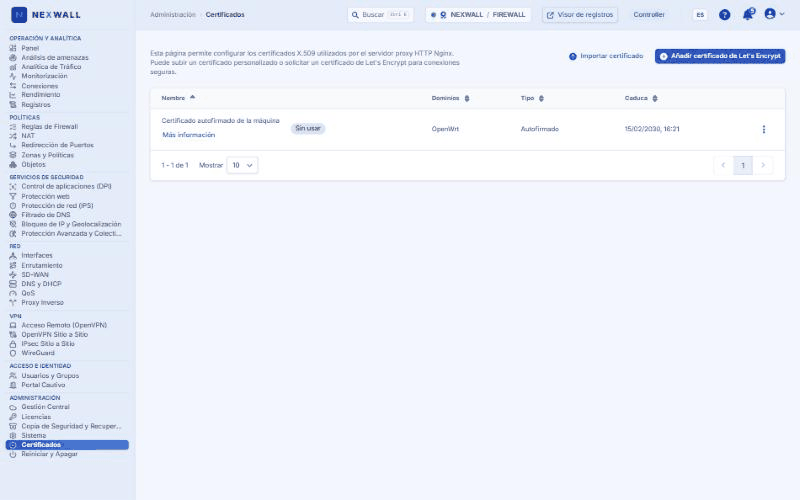 N NEXWALL
Administración › Certificados
Buscar Ctrl K
NEXWALL / FIREWALL
Visor de registros
Controller
ES
OPERACIÓN Y ANALÍTICA
Panel
Análisis de amenazas
Analítica de Tráfico
Monitorización
Conexiones
Rendimiento
Registros
POLÍTICAS
Reglas de Firewall
NAT
Redirección de Puertos
Zonas y Políticas
Objetos
SERVICIOS DE SEGURIDAD
Control de aplicaciones (DPI)
Protección web
Protección de red (IPS)
Filtrado de DNS
Bloqueo de IP y Geolocalización
Protección Avanzada y Colecti...
RED
Interfaces
Enrutamiento
SD-WAN
DNS y DHCP
QoS
Proxy Inverso
VPN
Acceso Remoto (OpenVPN)
OpenVPN Sitio a Sitio
IPsec Sitio a Sitio
WireGuard
ACCESO E IDENTIDAD
Usuarios y Grupos
Portal Cautivo
ADMINISTRACIÓN
Gestión Central
Licencias
Copia de Seguridad y Recuper...
Sistema
Certificados
Reiniciar y Apagar
Esta página permite configurar los certificados X.509 utilizados por el servidor proxy HTTP Nginx.
Puede subir un certificado personalizado o solicitar un certificado de Let's Encrypt para conexiones
seguras.
Importar certificado
Añadir certificado de Let's Encrypt
Nombre Dominios Tipo Caduca
Certificado autofirmado de la máquina
Más información
Sin usar
OpenWrt
Autofirmado
15/02/2030, 16:21
1 - 1 de 1 Mostrar 10
1